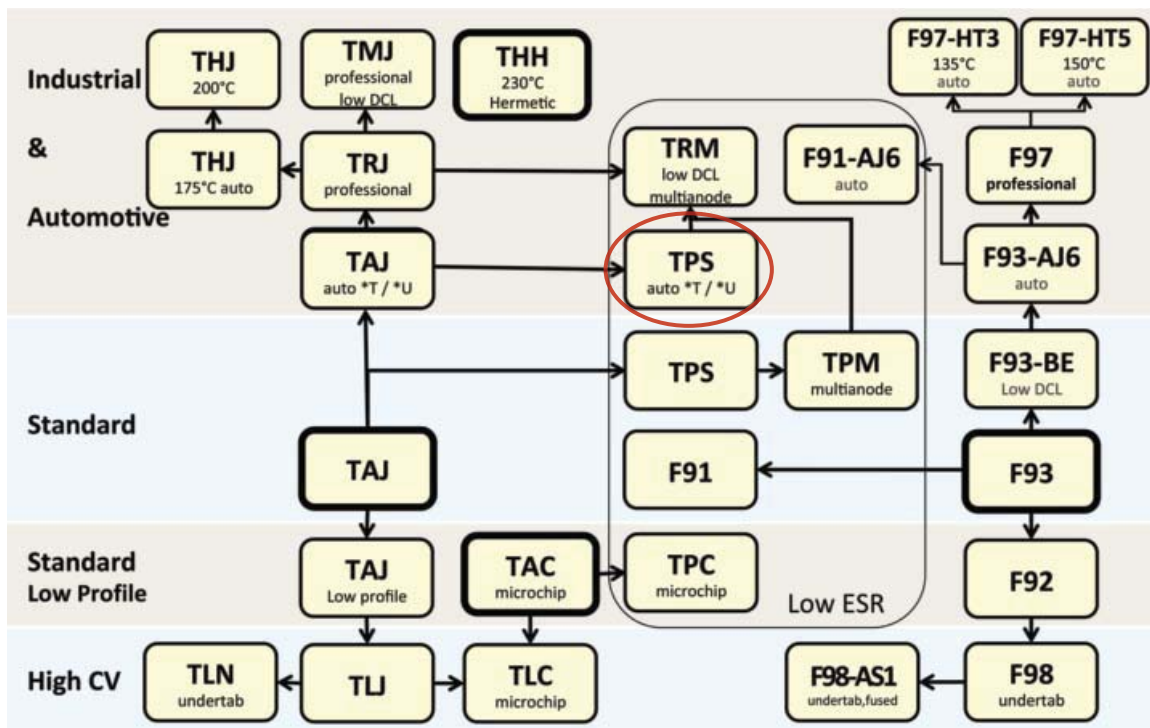 Industrial
&
Automotive
THJ
200°C
TMJ
professional
low DCL
THH
230°C
Hermetic
F97-HT3
135°C
auto
F97-HT5
150°C
auto
THJ
175°C auto
TRJ
professional
TRM
low DCL
multianode
F91-AJ6
auto
F97
professional
TAJ
auto *T / *U
TPS
auto *T / *U
F93-AJ6
auto
Standard
TPS
TPM
multianode
F93-BE
Low DCL
TAJ
F91
F93
Standard
Low Profile
TAJ
Low profile
TAC
microchip
TPC
microchip
Low ESR
F92
High CV
TLN
undertab
TLJ
TLC
microchip
F98-AS1
undertab,fused
F98
undertab